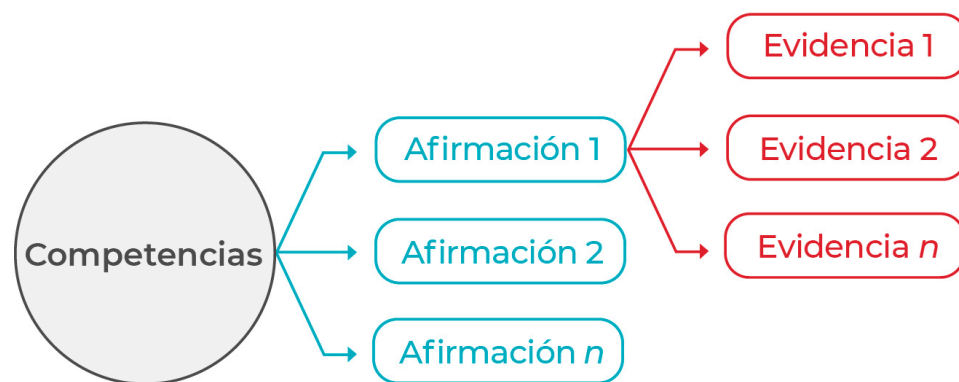 Competencias
Afirmación 1
Afirmación 2
Afirmación n
Evidencia 1
Evidencia 2
Evidencia n